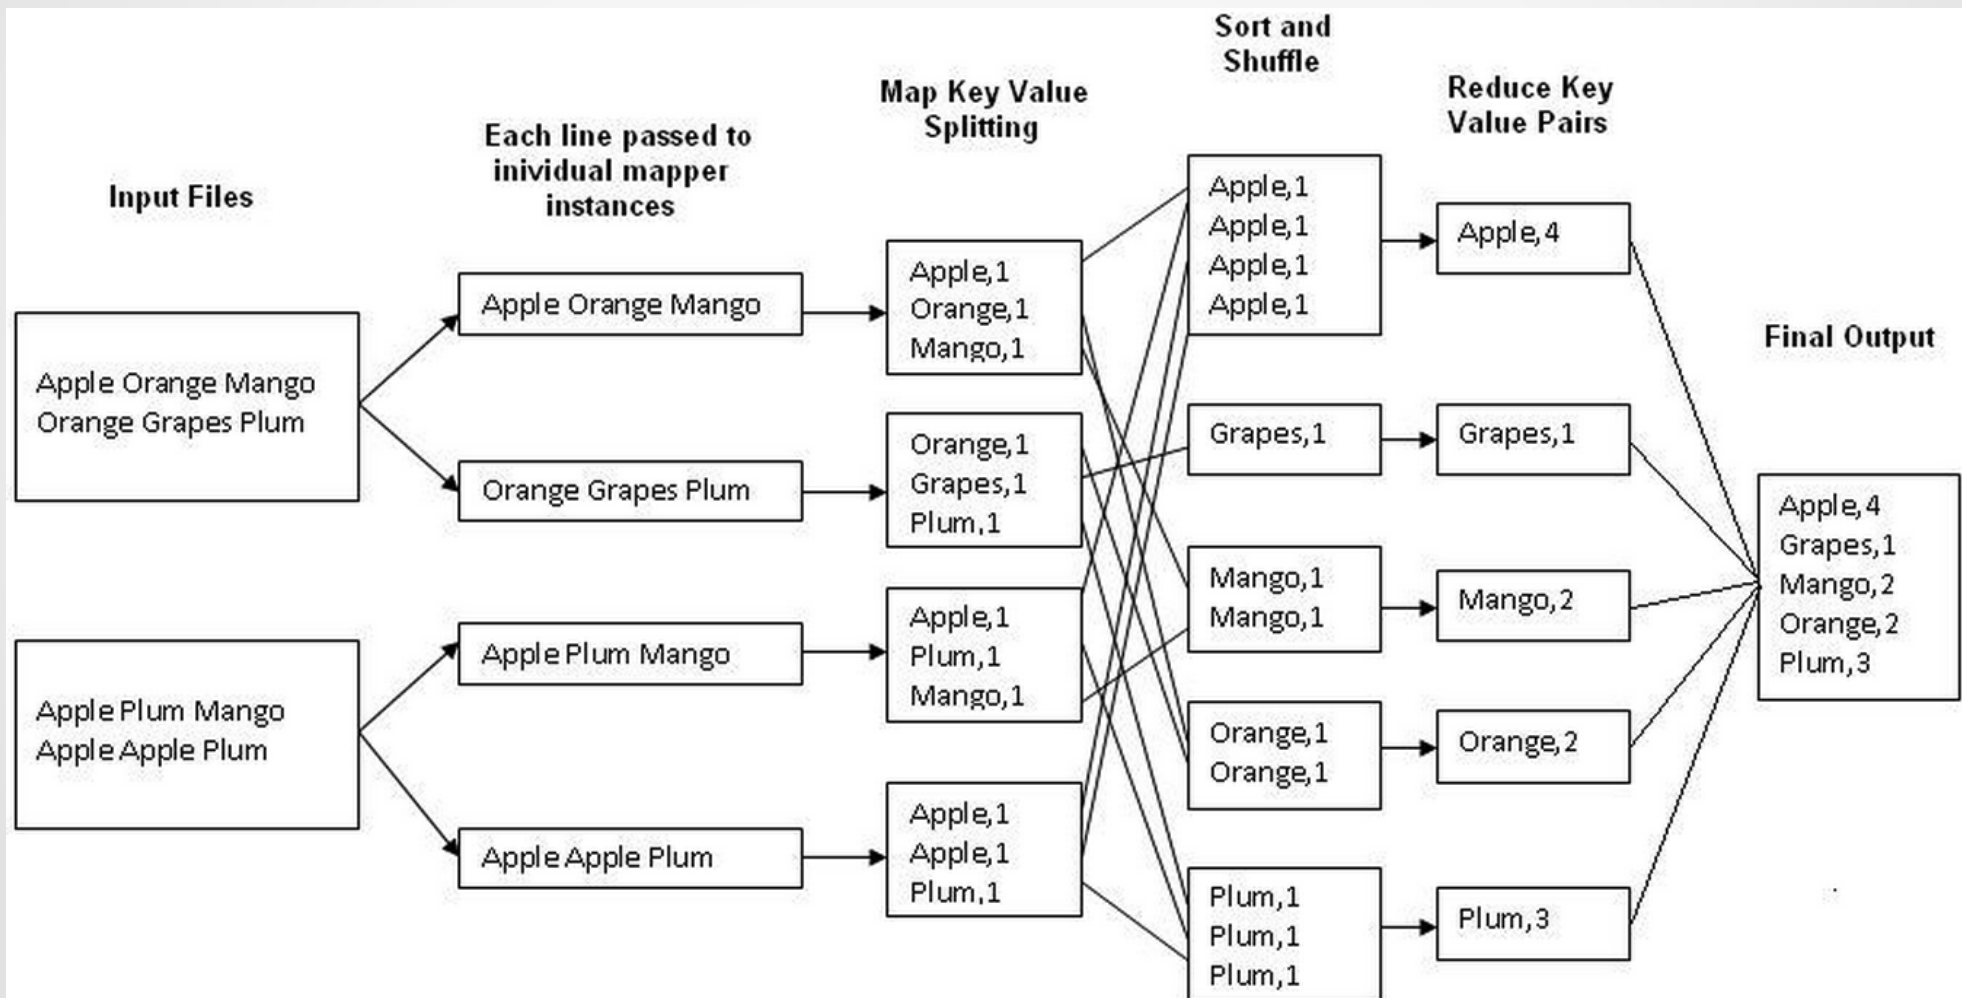 Input Files
Apple Orange Mango
Orange Grapes Plum
Apple Plum Mango
Apple Apple Plum
Each line passed to
inividual mapper
instances
Apple Orange Mango
Orange Grapes Plum
Apple Plum Mango
Apple Apple Plum
Map Key Value
Splitting
Apple,1
Orange,1
Mango,1
Orange,1
Grapes,1
Plum,1
Apple,1
Plum,1
Mango,1
Apple,1
Apple,1
Plum,1
Sort and
Shuffle
Apple,1
Apple,1
Apple,1
Apple,1
Grapes,1
Mango,1
Mango,1
Orange,1
Orange,1
Plum,1
Plum,1
Plum,1
Reduce Key
Value Pairs
Apple,4
Grapes,1
Mango,2
Orange,2
Plum,3
Final Output
Apple,4
Grapes,1
Mango,2
Orange,2
Plum,3